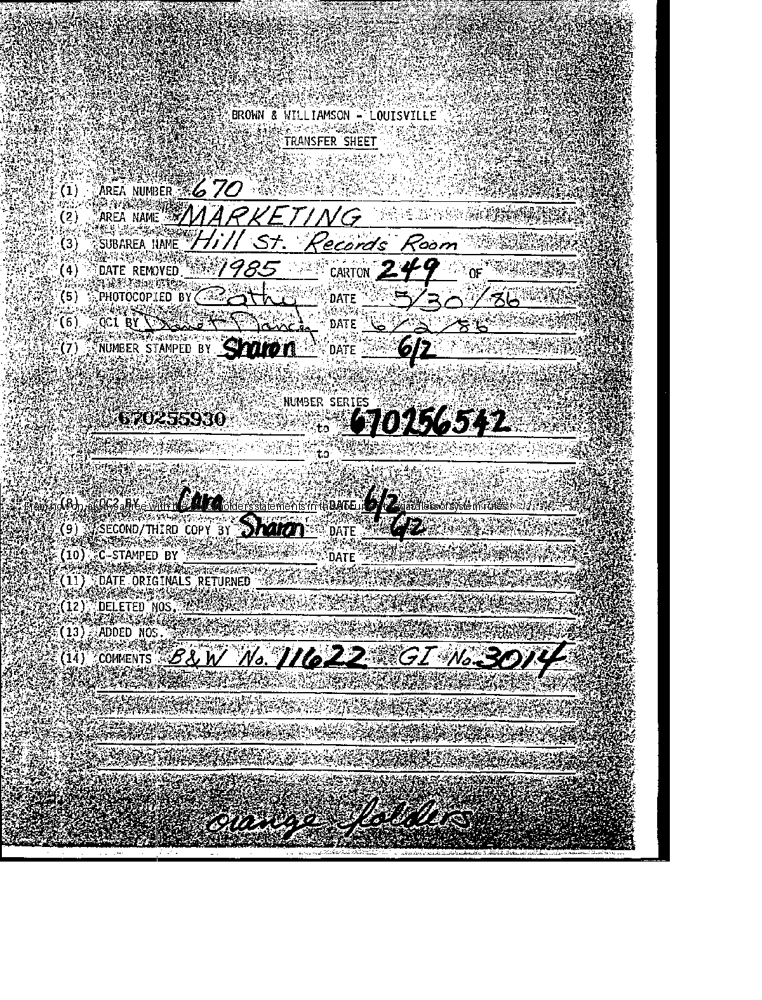 BROWN & WILLIAMSON - LOUISVILLE
TRANSFER SHEET
(1) AREA NUMBER 670
(2) AREA NAME MARKETING
(3) SUBAREA NAME Hill St. Records Room
(4) DATE REMOVED 1985 CARTON 249 OF
(5) PHOTOCOPIED BY Cathy DATE 5/30/86
(6) QC1 BY DATE 6/2/86
(7) NUMBER STAMPED BY Sharon DATE 6/2
NUMBER SERIES
670255930 to 670256542
to
(8) QC2 BY Cara DATE 6/2
(9) SECOND/THIRD COPY BY Sharon DATE 6/2
(10) C-STAMPED BY DATE
(11) DATE ORIGINALS RETURNED
(12) DELETED NOS.
(13) ADDED NOS.
(14) COMMENTS B&W No. 11622 GI No. 3014
orange folders